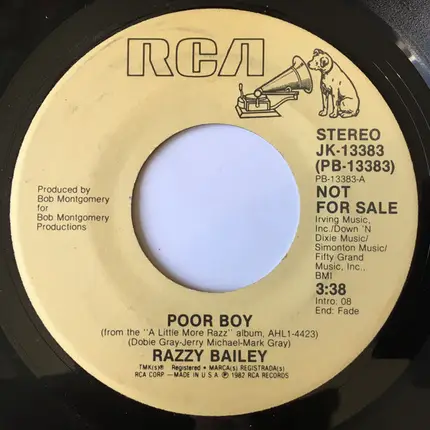 RCA
STEREO
JK-13383
(PB-13383)
PB-13383-A
NOT
FOR SALE
Irving Music,
Inc./Down 'N
Dixie Music/
Simonton Music/
Fifty Grand
Music, Inc.,
BMI
3:38
Intro: 08
End: Fade
Produced by
Bob Montgomery
for
Bob Montgomery
Productions
POOR BOY
(from the "A Little More Razz" album, AHL1-4423)
(Dobie Gray-Jerry Michael-Mark Gray)
RAZZY BAILEY
TMK(s)® Registered • MARCA(s) REGISTRADA(s)
RCA CORP — MADE IN U.S.A. ℗ 1982 RCA RECORDS